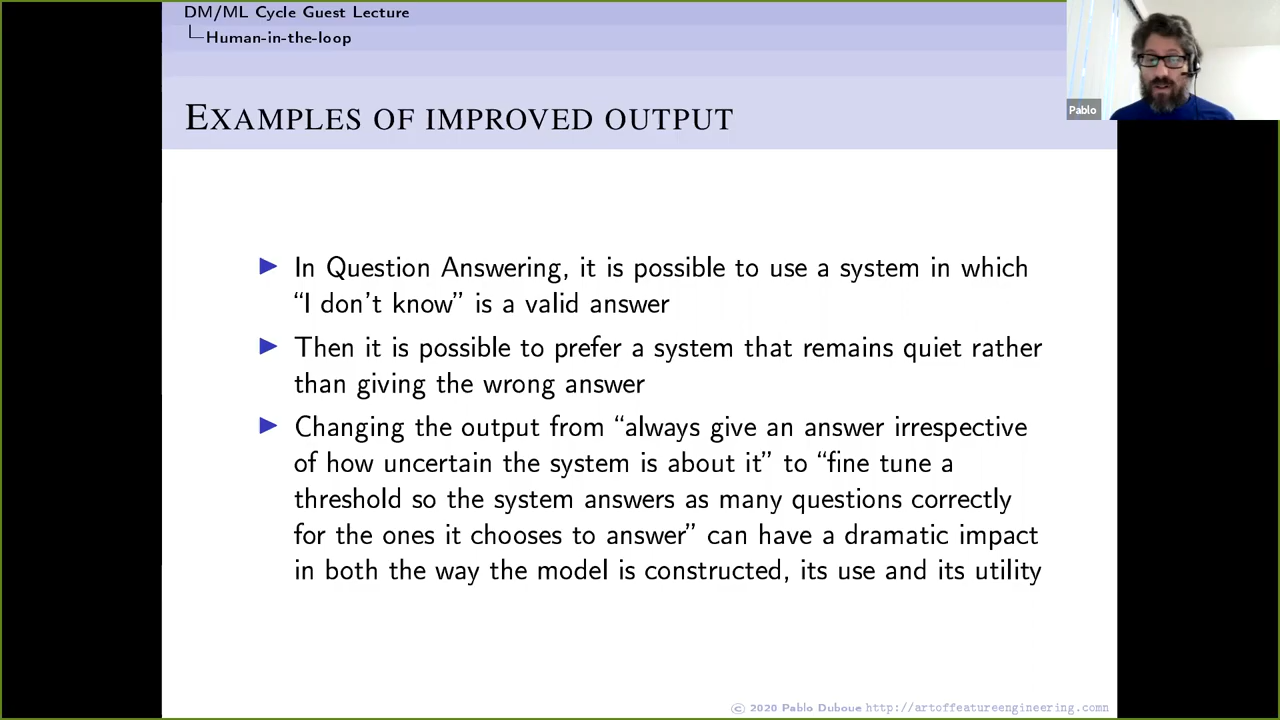 DM/ML Cycle Guest Lecture
Human-in-the-loop
Pablo
EXAMPLES OF IMPROVED OUTPUT
In Question Answering, it is possible to use a system in which
“I don't know” is a valid answer
Then it is possible to prefer a system that remains quiet rather
than giving the wrong answer
Changing the output from “always give an answer irrespective
of how uncertain the system is about it” to “fine tune a
threshold so the system answers as many questions correctly
for the ones it chooses to answer” can have a dramatic impact
in both the way the model is constructed, its use and its utility
© 2020 Pablo Duboue http://artoffeatureengineering.comn